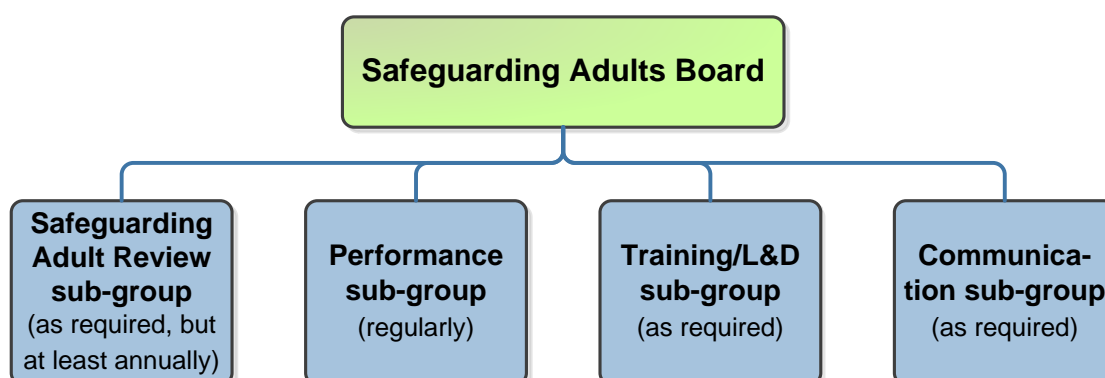 Safeguarding Adults Board
Safeguarding
Adult Review
sub-group
(as required, but
at least annually)
Performance
sub-group
(regularly)
Training/L&D
sub-group
(as required)
Communica-
tion sub-group
(as required)